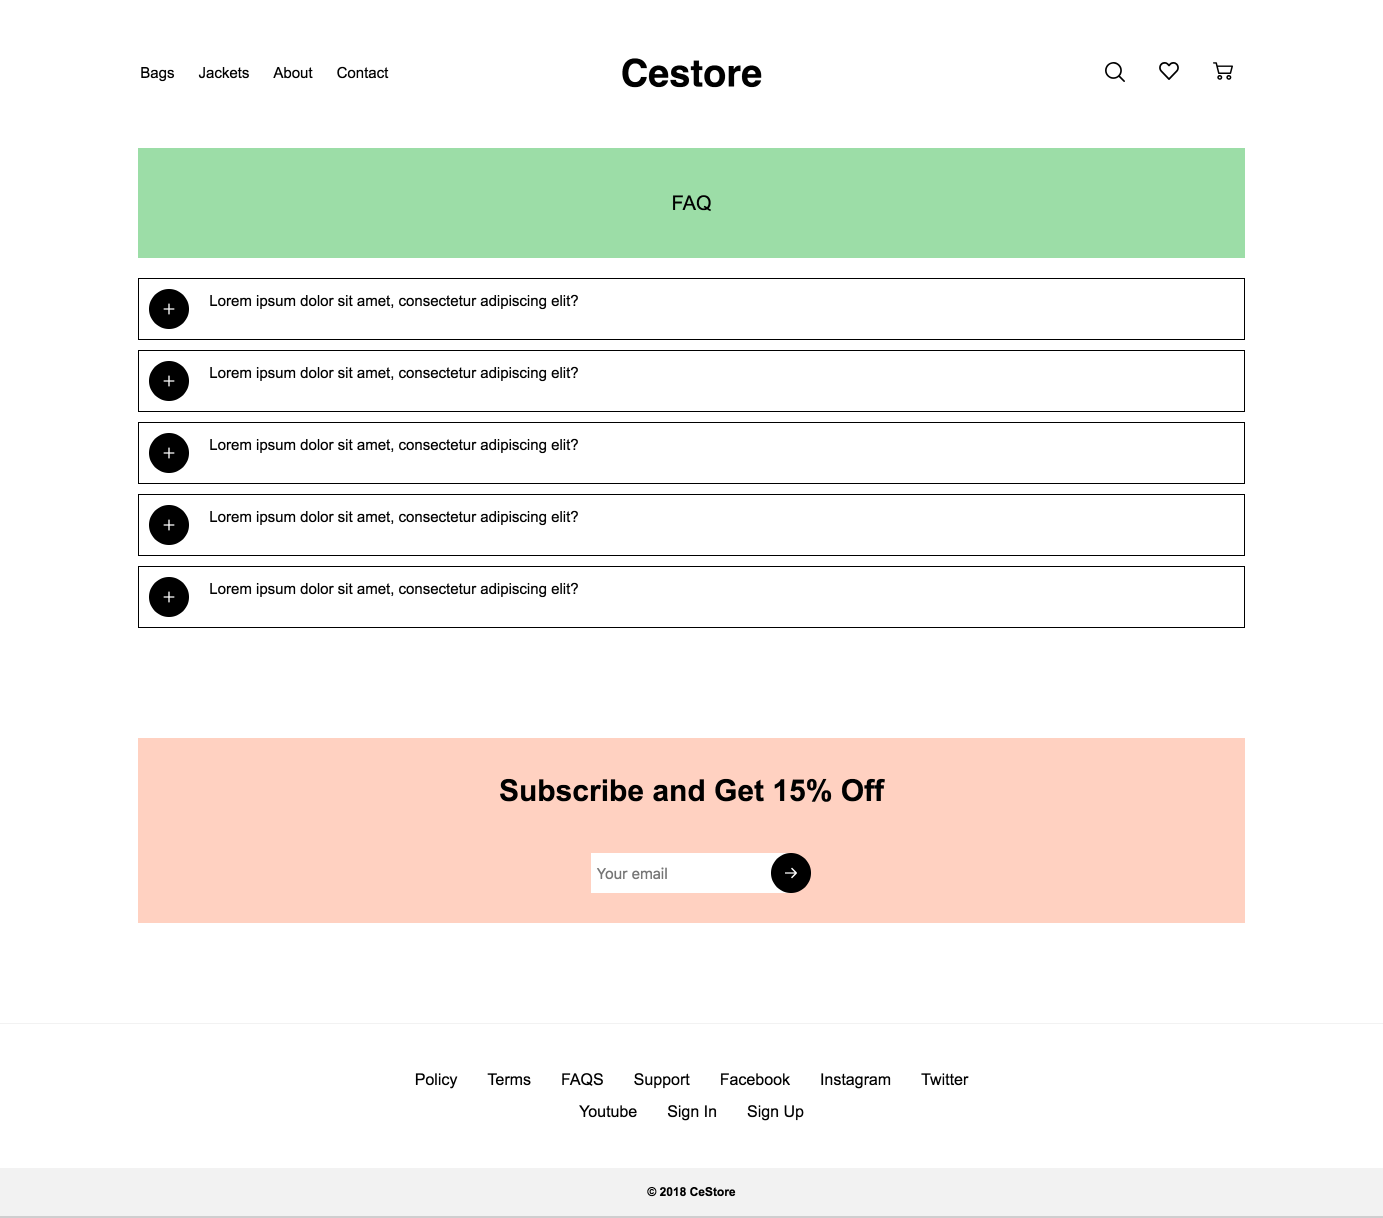 Bags Jackets About Contact Cestore
FAQ
Lorem ipsum dolor sit amet, consectetur adipiscing elit?
Lorem ipsum dolor sit amet, consectetur adipiscing elit?
Lorem ipsum dolor sit amet, consectetur adipiscing elit?
Lorem ipsum dolor sit amet, consectetur adipiscing elit?
Lorem ipsum dolor sit amet, consectetur adipiscing elit?
Subscribe and Get 15% Off
Your email
Policy Terms FAQS Support Facebook Instagram Twitter
Youtube Sign In Sign Up
© 2018 CeStore